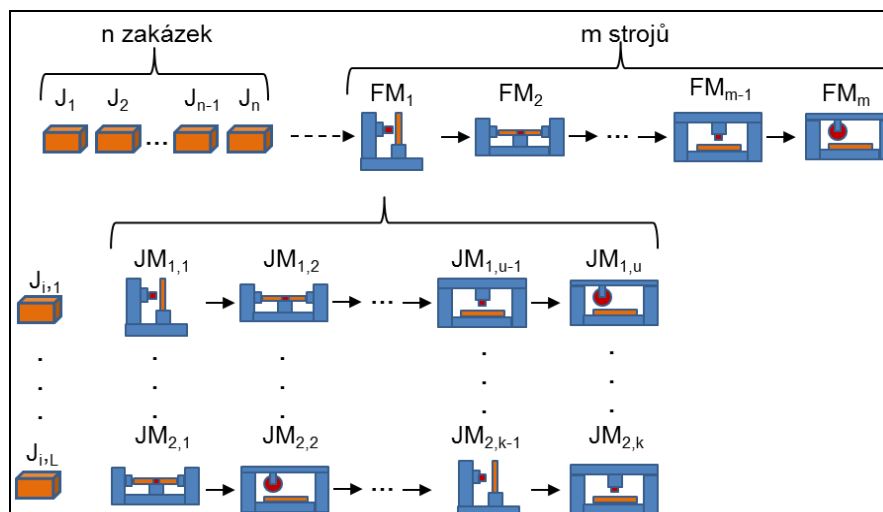 n zakázek m strojů
J₁ J₂ Jₙ₋₁ Jₙ FM₁ FM₂ FMₘ₋₁ FMₘ
... ...
JM₁,₁ JM₁,₂ JM₁,ᵤ₋₁ JM₁,ᵤ
Jᵢ,₁
...
JM₂,₁ JM₂,₂ JM₂,ₖ₋₁ JM₂,ₖ
Jᵢ,L
...